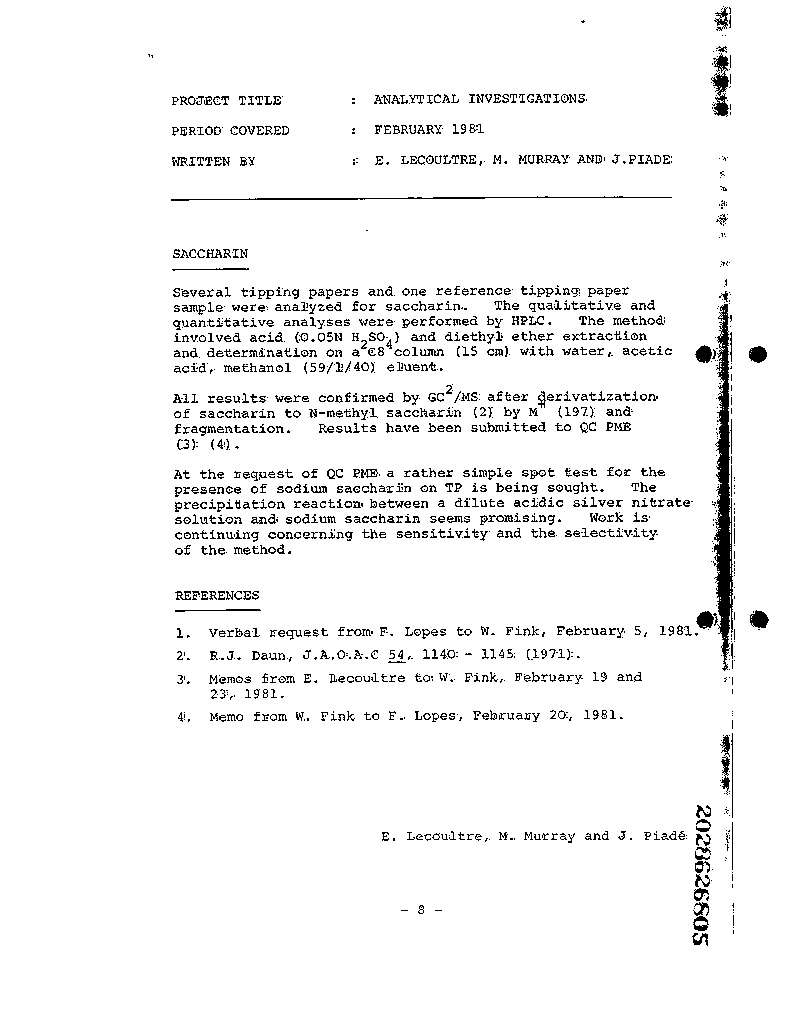 PROJECT TITLE : ANALYTICAL INVESTIGATIONS
PERIOD COVERED : FEBRUARY 1981
WRITTEN BY : E. LECOULTRE, M. MURRAY AND J.PIADE
SACCHARIN
Several tipping papers and one reference tipping paper
sample were analyzed for saccharin. The qualitative and
quantitative analyses were performed by HPLC. The method
involved acid (0.05N H2SO4) and diethyl ether extraction
and determination on a C8 column (15 cm) with water, acetic
acid, methanol (59/1/40) eluent.
All results were confirmed by GC2/MS after derivatization
of saccharin to N-methyl saccharin (2) by M+ (197) and
fragmentation. Results have been submitted to QC PME
(3) (4).
At the request of QC PME a rather simple spot test for the
presence of sodium saccharin on TP is being sought. The
precipitation reaction between a dilute acidic silver nitrate
solution and sodium saccharin seems promising. Work is
continuing concerning the sensitivity and the selectivity
of the method.
REFERENCES
1. Verbal request from F. Lopes to W. Fink, February 5, 1981.
2. R.J. Daun, J.A.O.A.C 54, 1140 - 1145 (1971).
3. Memos from E. Lecoultre to W. Fink, February 19 and
23, 1981.
4. Memo from W. Fink to F. Lopes, February 20, 1981.
E. Lecoultre, M. Murray and J. Piadé
- 8 -
2028626805